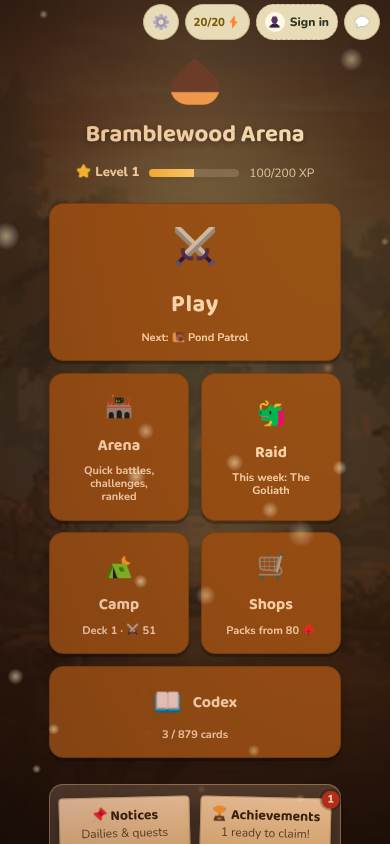 20/20
Sign in
Bramblewood Arena
Level 1
100/200 XP
Play
Next: Pond Patrol
Arena
Quick battles,
challenges,
ranked
Raid
This week: The
Goliath
Camp
Deck 1 · 51
Shops
Packs from 80
Codex
3 / 879 cards
1
Notices
Dailies & quests
Achievements
1 ready to claim!